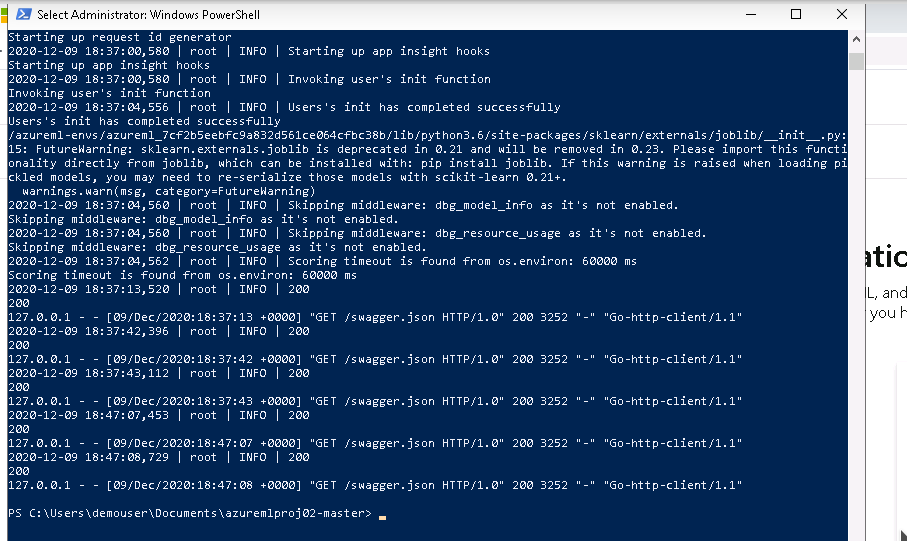 Select Administrator: Windows PowerShell
Starting up request id generator
2020-12-09 18:37:00,580 | root | INFO | Starting up app insight hooks
Starting up app insight hooks
2020-12-09 18:37:00,580 | root | INFO | Invoking user's init function
Invoking user's init function
2020-12-09 18:37:04,556 | root | INFO | Users's init has completed successfully
Users's init has completed successfully
/azureml-envs/azureml_7cf2b5eebfc9a832d561ce064cfbc38b/lib/python3.6/site-packages/sklearn/externals/joblib/__init__.py:
15: FutureWarning: sklearn.externals.joblib is deprecated in 0.21 and will be removed in 0.23. Please import this functi
onality directly from joblib, which can be installed with: pip install joblib. If this warning is raised when loading pi
ckled models, you may need to re-serialize those models with scikit-learn 0.21+.
warnings.warn(msg, category=FutureWarning)
2020-12-09 18:37:04,560 | root | INFO | Skipping middleware: dbg_model_info as it's not enabled.
Skipping middleware: dbg_model_info as it's not enabled.
2020-12-09 18:37:04,560 | root | INFO | Skipping middleware: dbg_resource_usage as it's not enabled.
Skipping middleware: dbg_resource_usage as it's not enabled.
2020-12-09 18:37:04,562 | root | INFO | Scoring timeout is found from os.environ: 60000 ms
Scoring timeout is found from os.environ: 60000 ms
2020-12-09 18:37:13,520 | root | INFO | 200
200
127.0.0.1 - - [09/Dec/2020:18:37:13 +0000] "GET /swagger.json HTTP/1.0" 200 3252 "-" "Go-http-client/1.1"
2020-12-09 18:37:42,396 | root | INFO | 200
200
127.0.0.1 - - [09/Dec/2020:18:37:42 +0000] "GET /swagger.json HTTP/1.0" 200 3252 "-" "Go-http-client/1.1"
2020-12-09 18:37:43,112 | root | INFO | 200
200
127.0.0.1 - - [09/Dec/2020:18:37:43 +0000] "GET /swagger.json HTTP/1.0" 200 3252 "-" "Go-http-client/1.1"
2020-12-09 18:47:07,453 | root | INFO | 200
200
127.0.0.1 - - [09/Dec/2020:18:47:07 +0000] "GET /swagger.json HTTP/1.0" 200 3252 "-" "Go-http-client/1.1"
2020-12-09 18:47:08,729 | root | INFO | 200
200
127.0.0.1 - - [09/Dec/2020:18:47:08 +0000] "GET /swagger.json HTTP/1.0" 200 3252 "-" "Go-http-client/1.1"
PS C:\Users\demouser\Documents\azuremlproj02-master>
atic
IL, and
you h